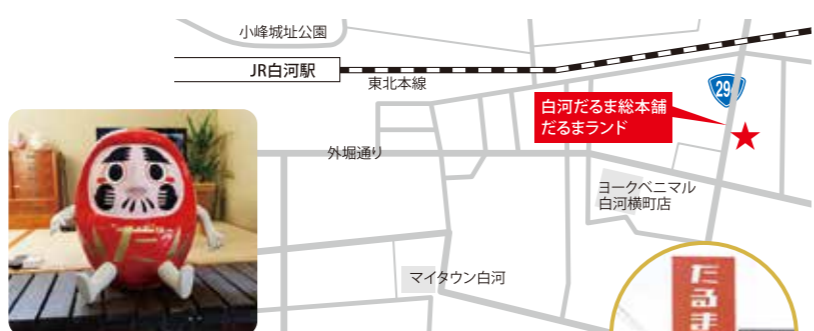 小峰城址公園
JR白河駅
東北本線
29
白河だるま総本舗
だるまランド
外堀通り
ヨークベニマル
白河横町店
マイタウン白河
だるま